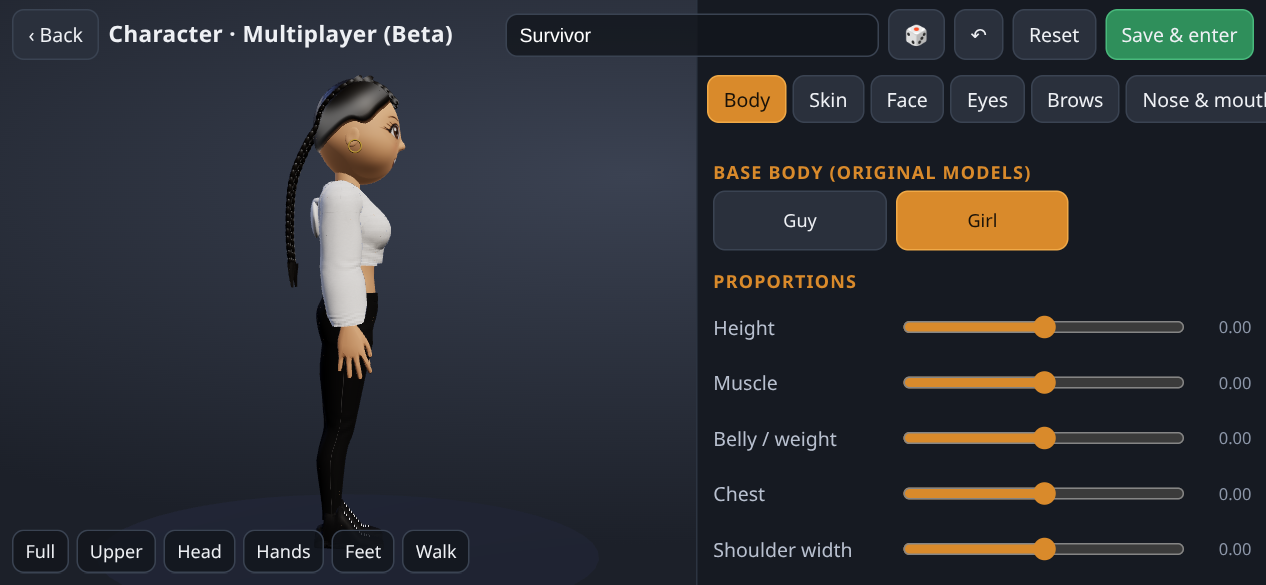 ‹ Back
Character · Multiplayer (Beta)
Survivor
Reset
Save & enter
Body
Skin
Face
Eyes
Brows
Nose & mouth
BASE BODY (ORIGINAL MODELS)
Guy
Girl
PROPORTIONS
Height
0.00
Muscle
0.00
Belly / weight
0.00
Chest
0.00
Shoulder width
0.00
Full
Upper
Head
Hands
Feet
Walk